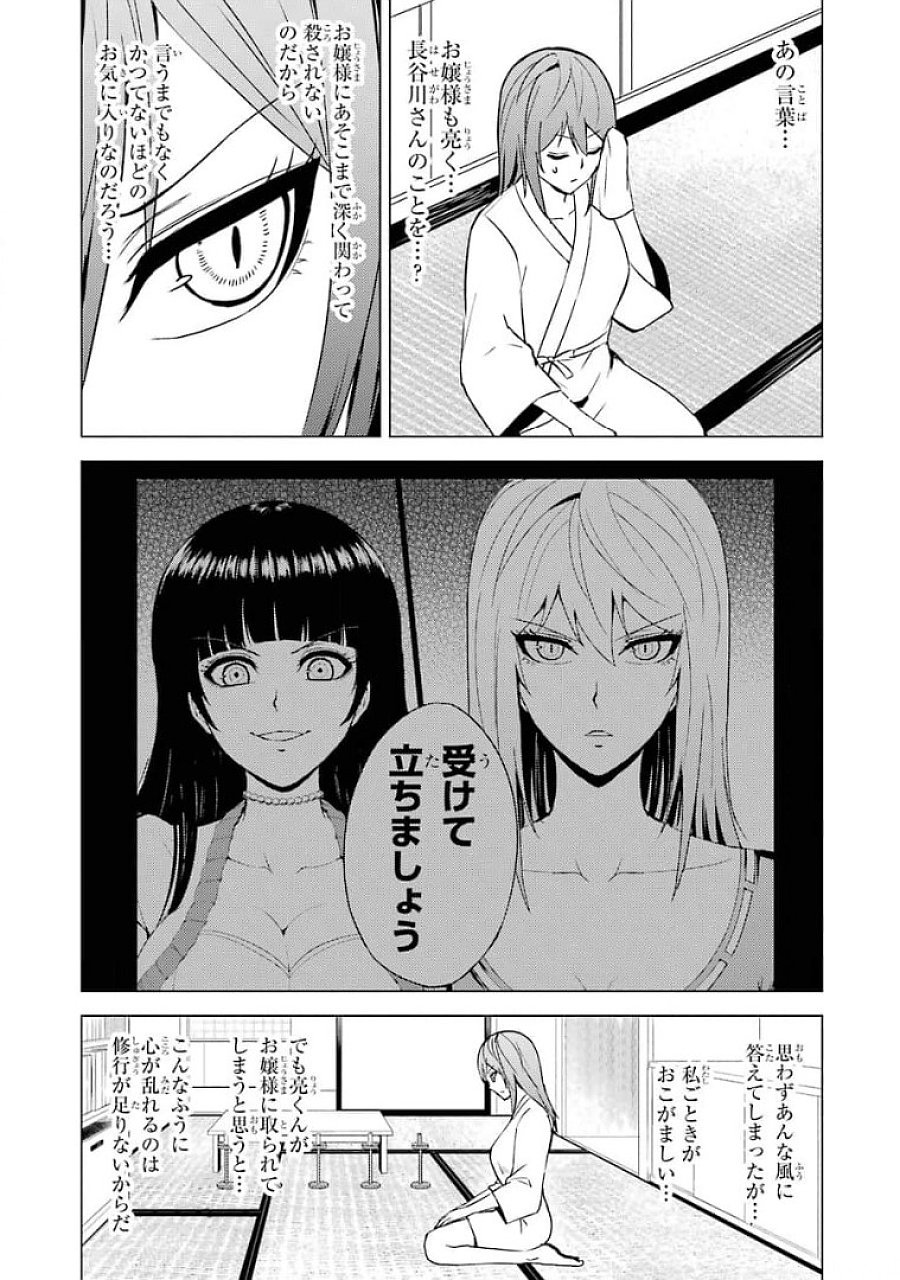 あの言葉…
お嬢様も亮く…
長谷川さんのことを…?
お嬢様にあそこまで深く関わって
殺されない
のだから
言うまでもなく
かつてないほどの
お気に入りなのだろう…
受けて
立ちましょう
思わずあんな風に
答えてしまったが…
私ごときが
おこがましい…
でも亮くんが
お嬢様に取られて
しまうと思うと…
こんなふうに
心が乱れるのは
修行が足りないからだ